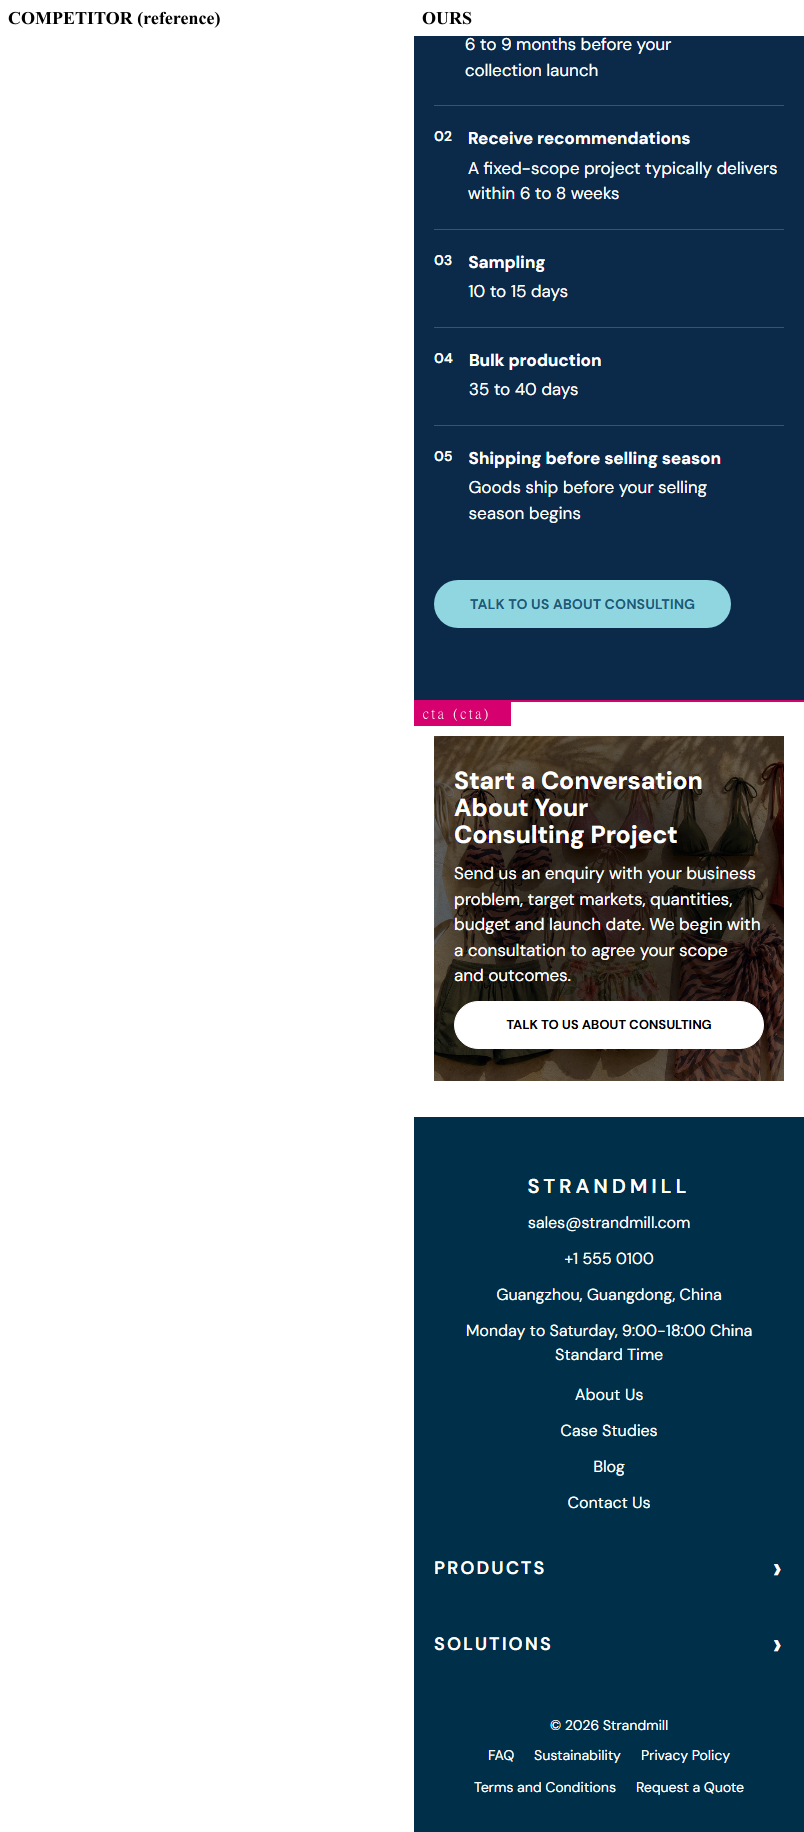 COMPETITOR (reference)
OURS
6 to 9 months before your
collection launch
02 Receive recommendations
A fixed-scope project typically delivers
within 6 to 8 weeks
03 Sampling
10 to 15 days
04 Bulk production
35 to 40 days
05 Shipping before selling season
Goods ship before your selling
season begins
TALK TO US ABOUT CONSULTING
cta (cta)
Start a Conversation
About Your
Consulting Project
Send us an enquiry with your business
problem, target markets, quantities,
budget and launch date. We begin with
a consultation to agree your scope
and outcomes.
TALK TO US ABOUT CONSULTING
STRANDMILL
sales@strandmill.com
+1 555 0100
Guangzhou, Guangdong, China
Monday to Saturday, 9:00-18:00 China
Standard Time
About Us
Case Studies
Blog
Contact Us
PRODUCTS
SOLUTIONS
© 2026 Strandmill
FAQ Sustainability Privacy Policy
Terms and Conditions Request a Quote